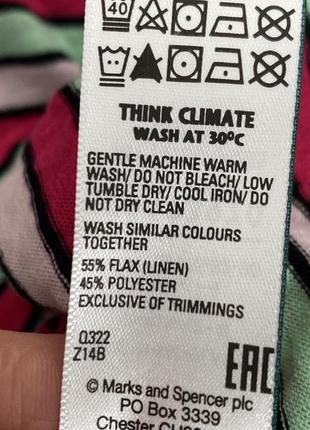 40
THINK CLIMATE
WASH AT 30ºC
GENTLE MACHINE WARM
WASH/ DO NOT BLEACH/ LOW
TUMBLE DRY/ COOL IRON/ DO
NOT DRY CLEAN
WASH SIMILAR COLOURS
TOGETHER
55% FLAX (LINEN)
45% POLYESTER
EXCLUSIVE OF TRIMMINGS
Q322
Z14B
EAC
© Marks and Spencer plc
PO Box 3339
Chester